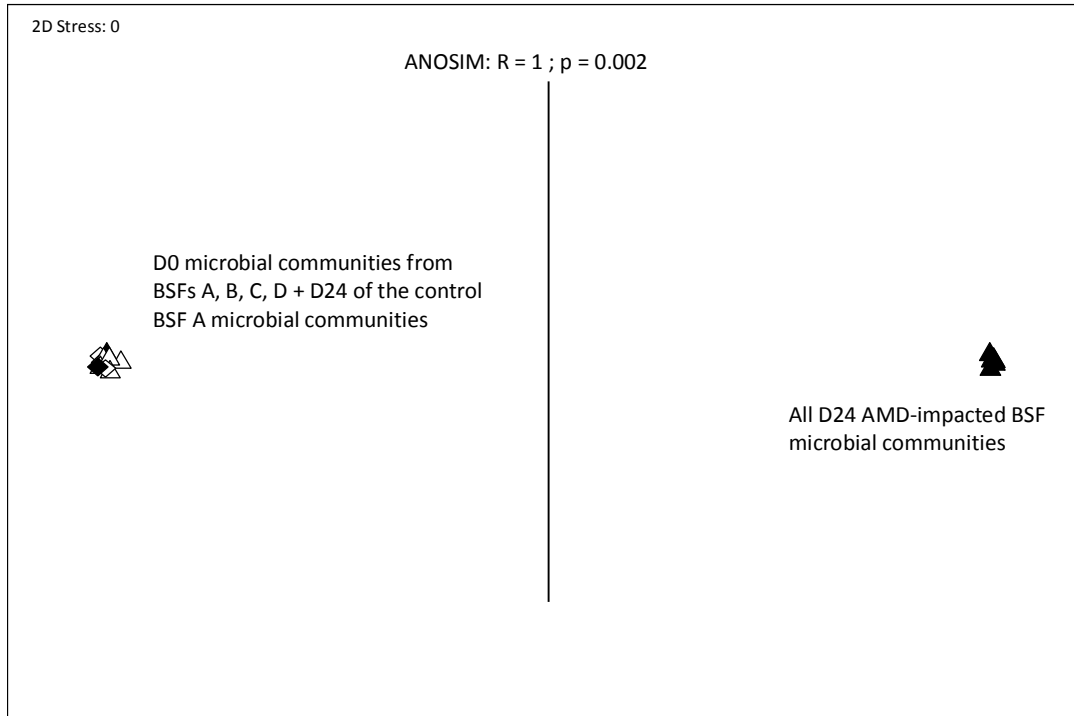 2D Stress: 0
ANOSIM: R = 1 ; p = 0.002
D0 microbial communities from
BSFs A, B, C, D + D24 of the control
BSF A microbial communities
All D24 AMD-impacted BSF
microbial communities